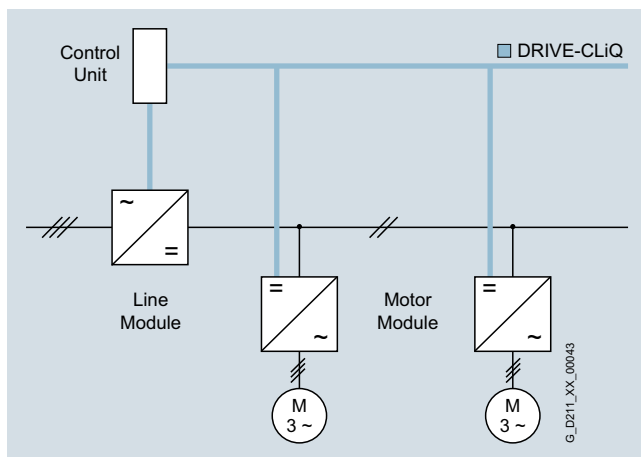 Control
Unit
DRIVE-CLiQ
~
=
Line
Module
=
~
Motor
Module
=
~
M
3 ~
M
3 ~
G_D211_XX_00043